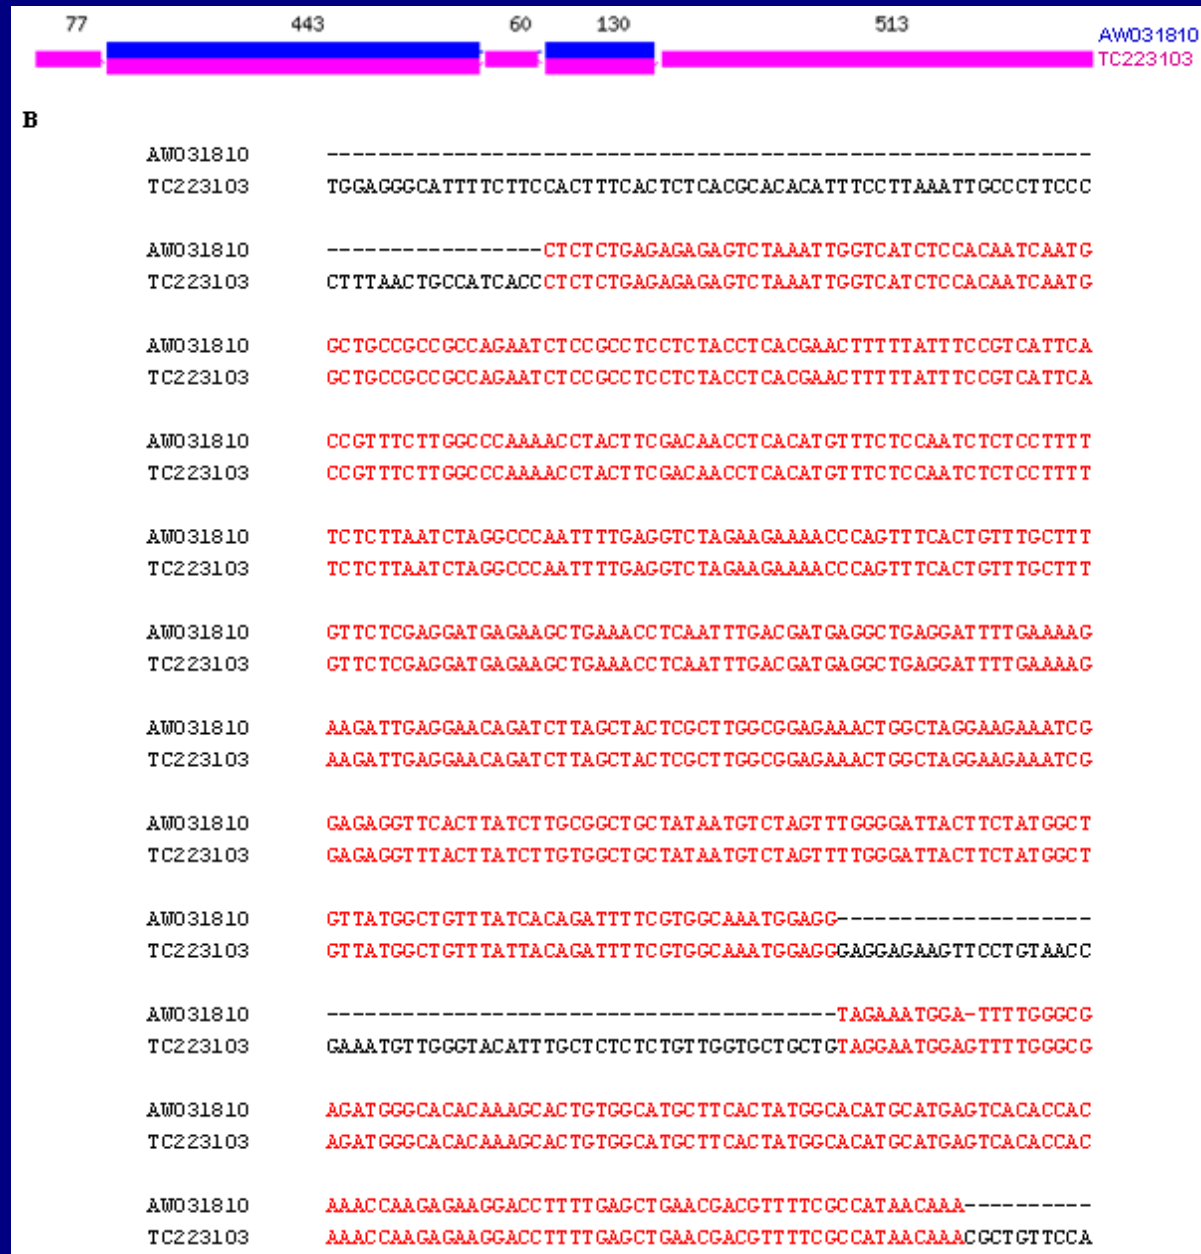 77 443 60 130 513
AW031810
TC223103
B
AW031810 ------------------------------------------------------------
TC223103 TGGAGGGCATTTTCTTCCACTTTCACTCTCACGCACACATTTCCTTAAATTGCCCTTCCC
AW031810 -----------------CTCTCTGAGAGAGAGTCTAAATTGGTCATCTCCACAATCAATG
TC223103 CTTTAACTGCCATCACCCTCTCTGAGAGAGAGTCTAAATTGGTCATCTCCACAATCAATG
AW031810 GCTGCCGCCGCCAGAATCTCCGCCTCCTCTACCTCACGAACTTTTTATTTCCGTCATTCA
TC223103 GCTGCCGCCGCCAGAATCTCCGCCTCCTCTACCTCACGAACTTTTTATTTCCGTCATTCA
AW031810 CCGTTTCTTGGCCCAAAACCTACTTCGACAACCTCACATGTTTCTCCAATCTCTCCTTTT
TC223103 CCGTTTCTTGGCCCAAAACCTACTTCGACAACCTCACATGTTTCTCCAATCTCTCCTTTT
AW031810 TCTCTTAATCTAGGCCCAATTTTGAGGTCTAGAAGAAAACCCAGTTTCACTGTTTGCTTT
TC223103 TCTCTTAATCTAGGCCCAATTTTGAGGTCTAGAAGAAAACCCAGTTTCACTGTTTGCTTT
AW031810 GTTCTCGAGGATGAGAAGCTGAAACCTCAATTTGACGATGAGGCTGAGGATTTTGAAAAG
TC223103 GTTCTCGAGGATGAGAAGCTGAAACCTCAATTTGACGATGAGGCTGAGGATTTTGAAAAG
AW031810 AAGATTGAGGAACAGATCTTAGCTACTCGCTTGGCGGAGAAACTGGCTAGGAAGAAATCG
TC223103 AAGATTGAGGAACAGATCTTAGCTACTCGCTTGGCGGAGAAACTGGCTAGGAAGAAATCG
AW031810 GAGAGGTTCACTTATCTTGCGGCTGCTATAATGTCTAGTTTGGGGATTACTTCTATGGCT
TC223103 GAGAGGTTTACTTATCTTGTGGCTGCTATAATGTCTAGTTTTGGGATTACTTCTATGGCT
AW031810 GTTATGGCTGTTTATCACAGATTTTCGTGGCAAATGGAGG--------------------
TC223103 GTTATGGCTGTTTATTACAGATTTTCGTGGCAAATGGAGGGAGGAGAAGTTCCTGTAACC
AW031810 ----------------------------------------TAGAAATGGA-TTTTGGGCG
TC223103 GAAATGTTGGGTACATTTGCTCTCTCTGTTGGTGCTGCTGTAGGAATGGAGTTTTGGGCG
AW031810 AGATGGGCACACAAAGCACTGTGGCATGCTTCACTATGGCACATGCATGAGTCACACCAC
TC223103 AGATGGGCACACAAAGCACTGTGGCATGCTTCACTATGGCACATGCATGAGTCACACCAC
AW031810 AAACCAAGAGAAGGACCTTTTGAGCTGAACGACGTTTTCGCCATAACAAA----------
TC223103 AAACCAAGAGAAGGACCTTTTGAGCTGAACGACGTTTTCGCCATAACAAACGCTGTTCCA